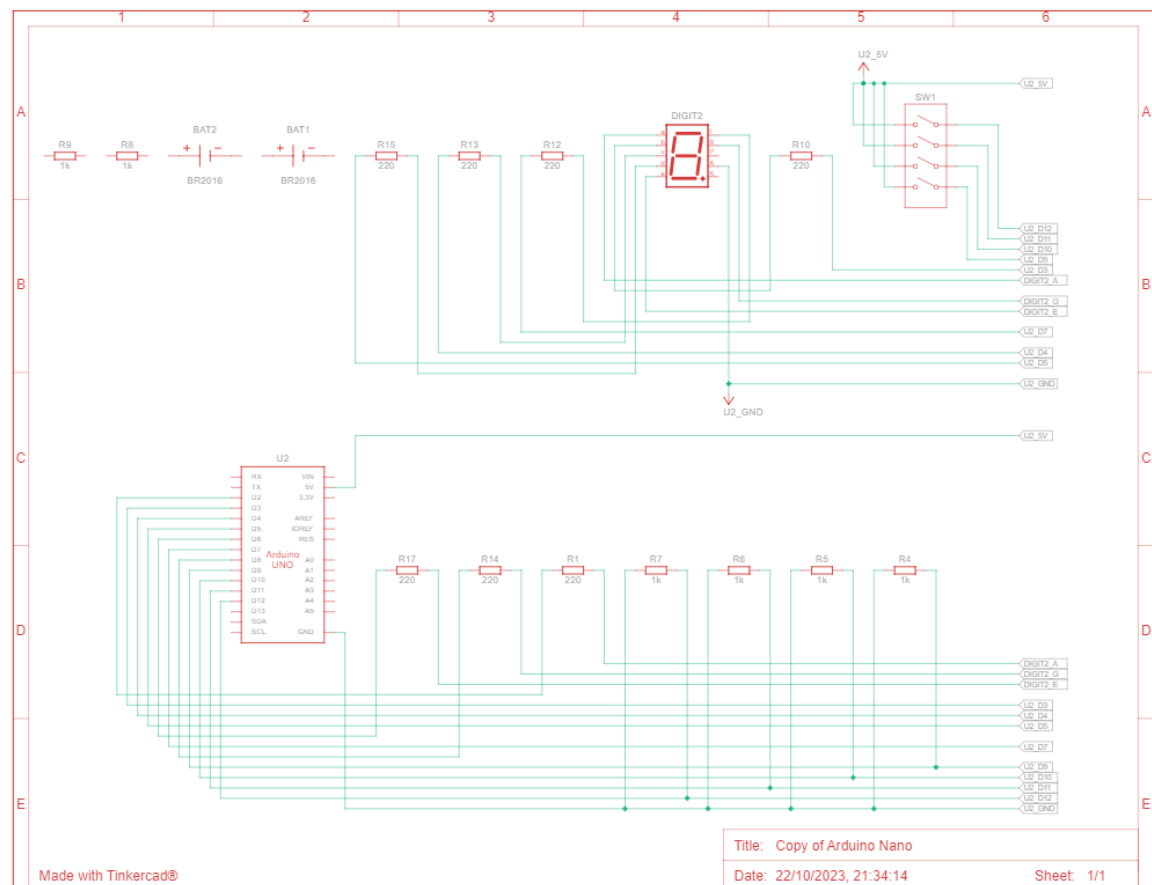 1 2 3 4 5 6
A A
B B
C C
D D
E E
U2_5V
U2_5V
SW1
DIGIT2
BAT2 BAT1
R9 R8 R15 R13 R12 R10
+ - + -
1k 1k 220 220 220 220
BR2016 BR2016
U2_D12
U2_D11
U2_D10
U2_D9
U2_D3
DIGIT2_A
DIGIT2_G
DIGIT2_E
U2_D7
U2_D4
U2_D5
U2_GND
U2_GND
U2_5V
U2
RX VIN
TX 5V
D2 3.3V
D3
D4 AREF
D5 IOREF
D6 RES
D7
D8 A0
D9 A1
D10 A2
D11 A3
D12 A4
D13 A5
SDA
SCL GND
Arduino
UNO
R17 R14 R1 R7 R6 R5 R4
220 220 220 1k 1k 1k 1k
DIGIT2_A
DIGIT2_G
DIGIT2_E
U2_D3
U2_D4
U2_D5
U2_D7
U2_D9
U2_D10
U2_D11
U2_D12
U2_GND
Title: Copy of Arduino Nano
Made with Tinkercad®
Date: 22/10/2023, 21:34:14 Sheet: 1/1